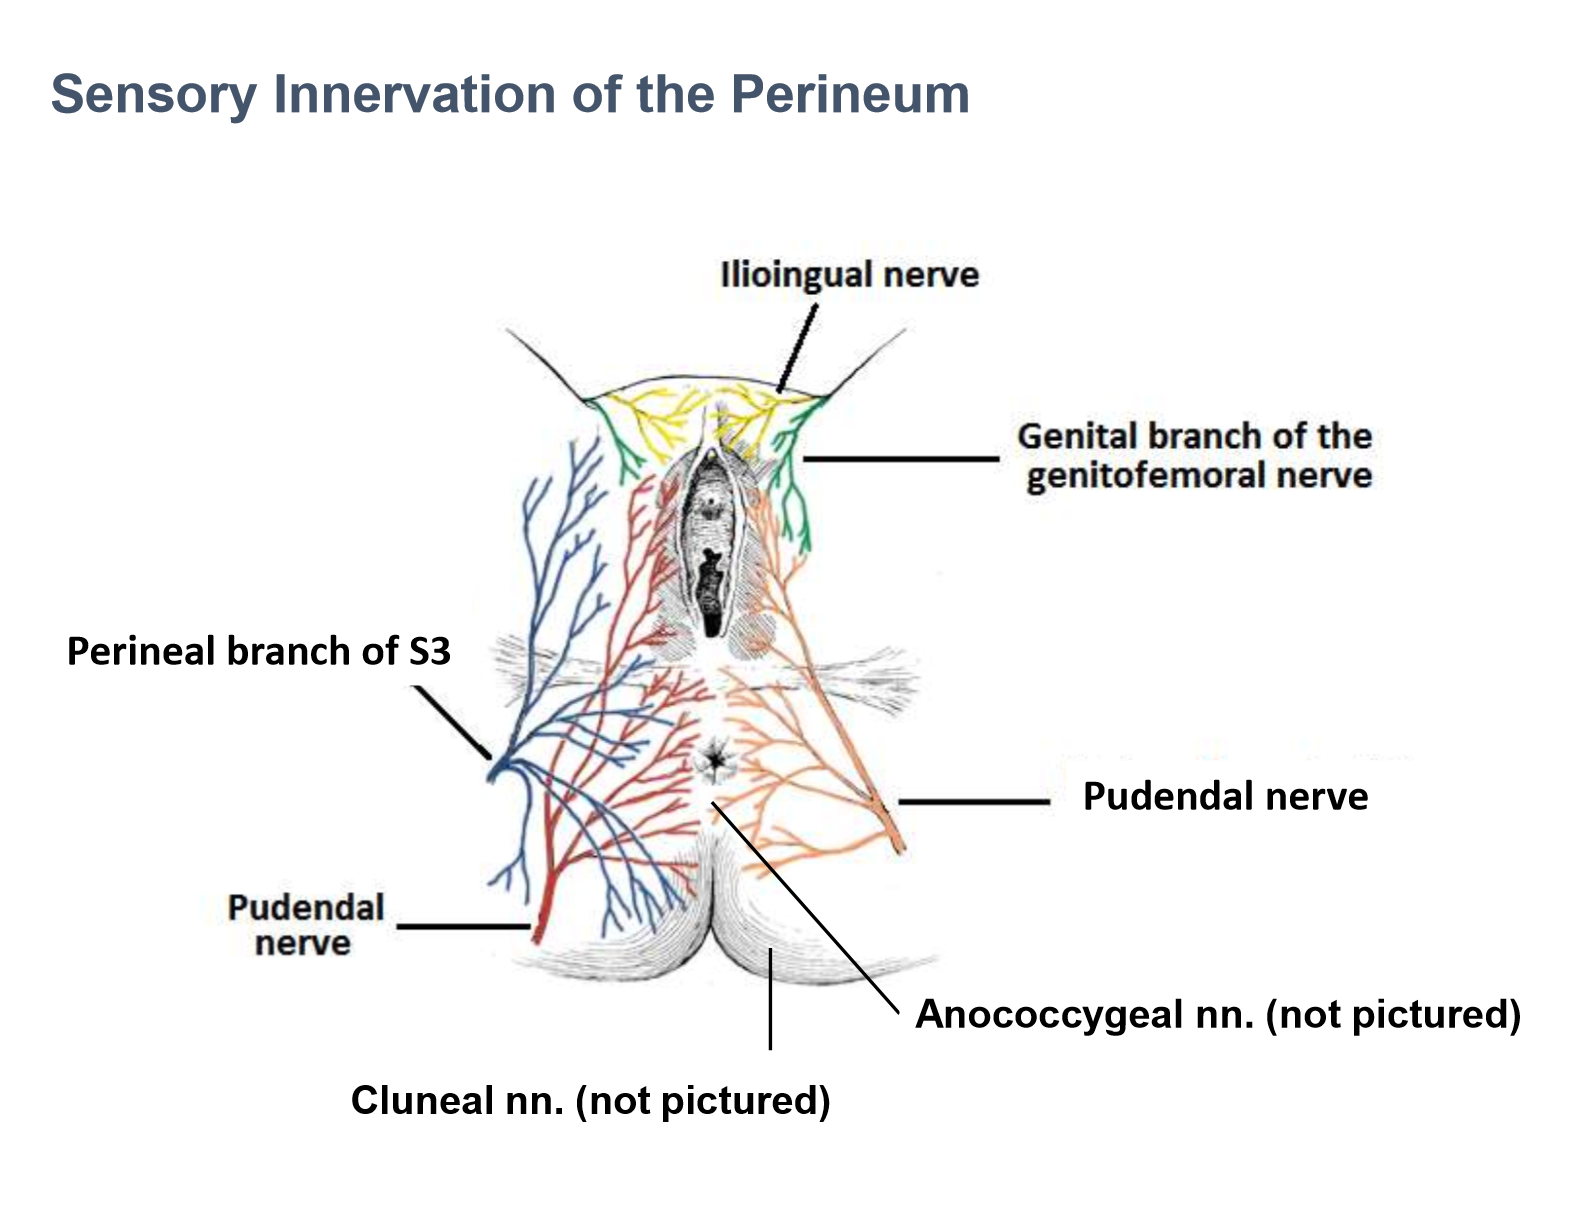 Sensory Innervation of the Perineum
Ilioingual nerve
Genital branch of the
genitofemoral nerve
Perineal branch of S3
Pudendal nerve
Pudendal
nerve
Anococcygeal nn. (not pictured)
Cluneal nn. (not pictured)